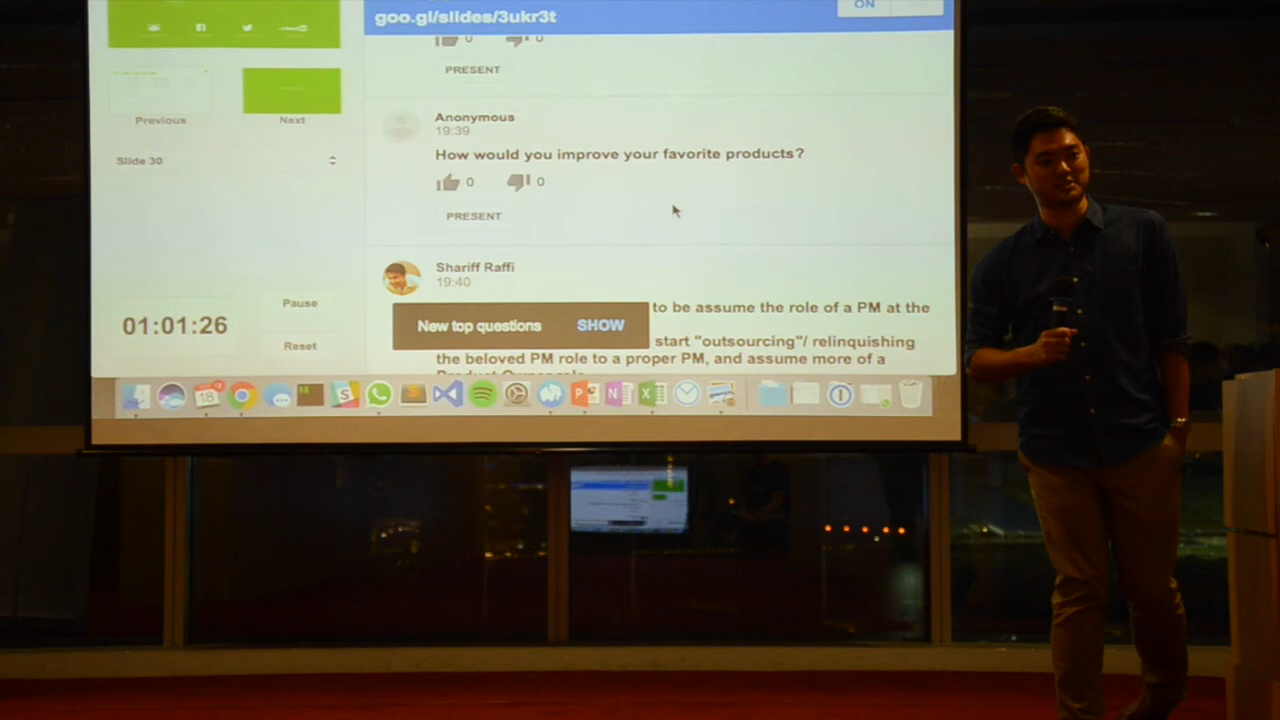 goo.gl/slides/3ukr3t
ON
0 0
PRESENT
Previous
Next
Slide 30
Anonymous
19:39
How would you improve your favorite products?
0 0
PRESENT
Shariff Raffi
19:40
to be assume the role of a PM at the
New top questions SHOW
start "outsourcing"/ relinquishing
the beloved PM role to a proper PM, and assume more of a
Pause
01:01:26
Reset
18